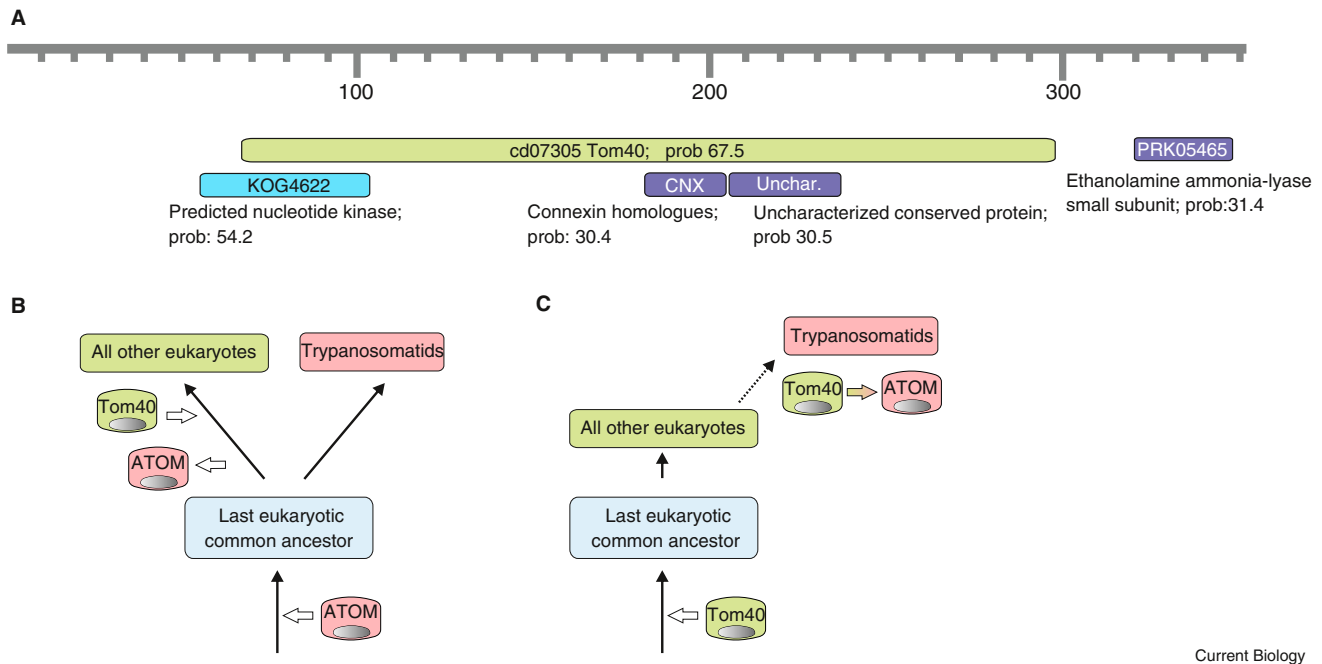 A
100
200
300
cd07305 Tom40; prob 67.5
PRK05465
KOG4622
CNX
Unchar.
Predicted nucleotide kinase;
prob: 54.2
Connexin homologues;
prob: 30.4
Uncharacterized conserved protein;
prob 30.5
Ethanolamine ammonia-lyase
small subunit; prob:31.4
B
All other eukaryotes
Trypanosomatids
Tom40
ATOM
Last eukaryotic
common ancestor
ATOM
C
Trypanosomatids
Tom40
ATOM
All other eukaryotes
Last eukaryotic
common ancestor
Tom40
Current Biology